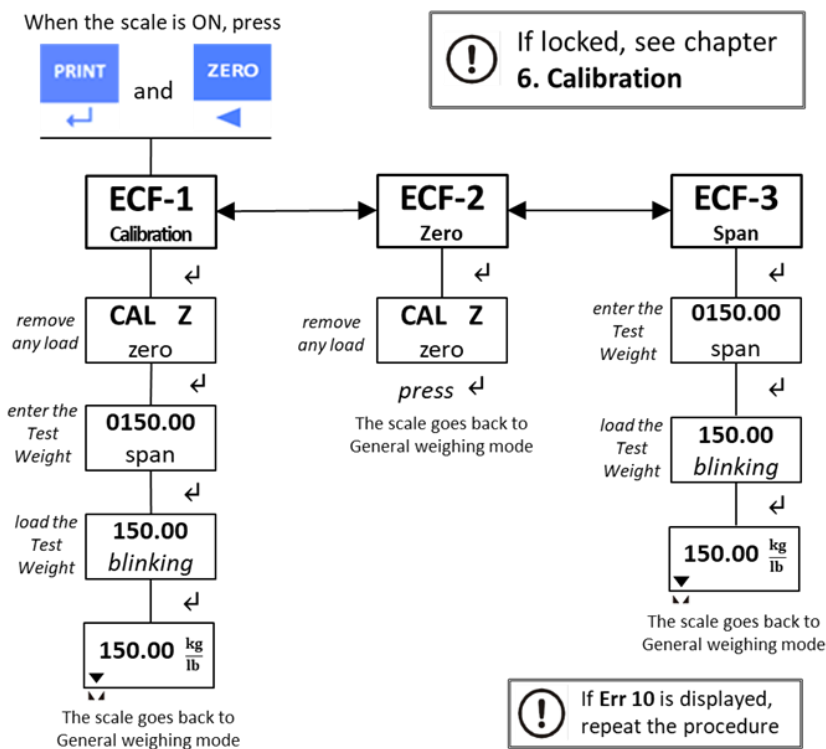 When the scale is ON, press
PRINT
and
ZERO
If locked, see chapter
6. Calibration
ECF-1
Calibration
ECF-2
Zero
ECF-3
Span
remove
any load
CAL Z
zero
enter the
Test
Weight
0150.00
span
load the
Test
Weight
150.00
blinking
150.00 kg
lb
The scale goes back to
General weighing mode
remove
any load
CAL Z
zero
press
The scale goes back to
General weighing mode
enter the
Test
Weight
0150.00
span
load the
Test
Weight
150.00
blinking
150.00 kg
lb
The scale goes back to
General weighing mode
If Err 10 is displayed,
repeat the procedure